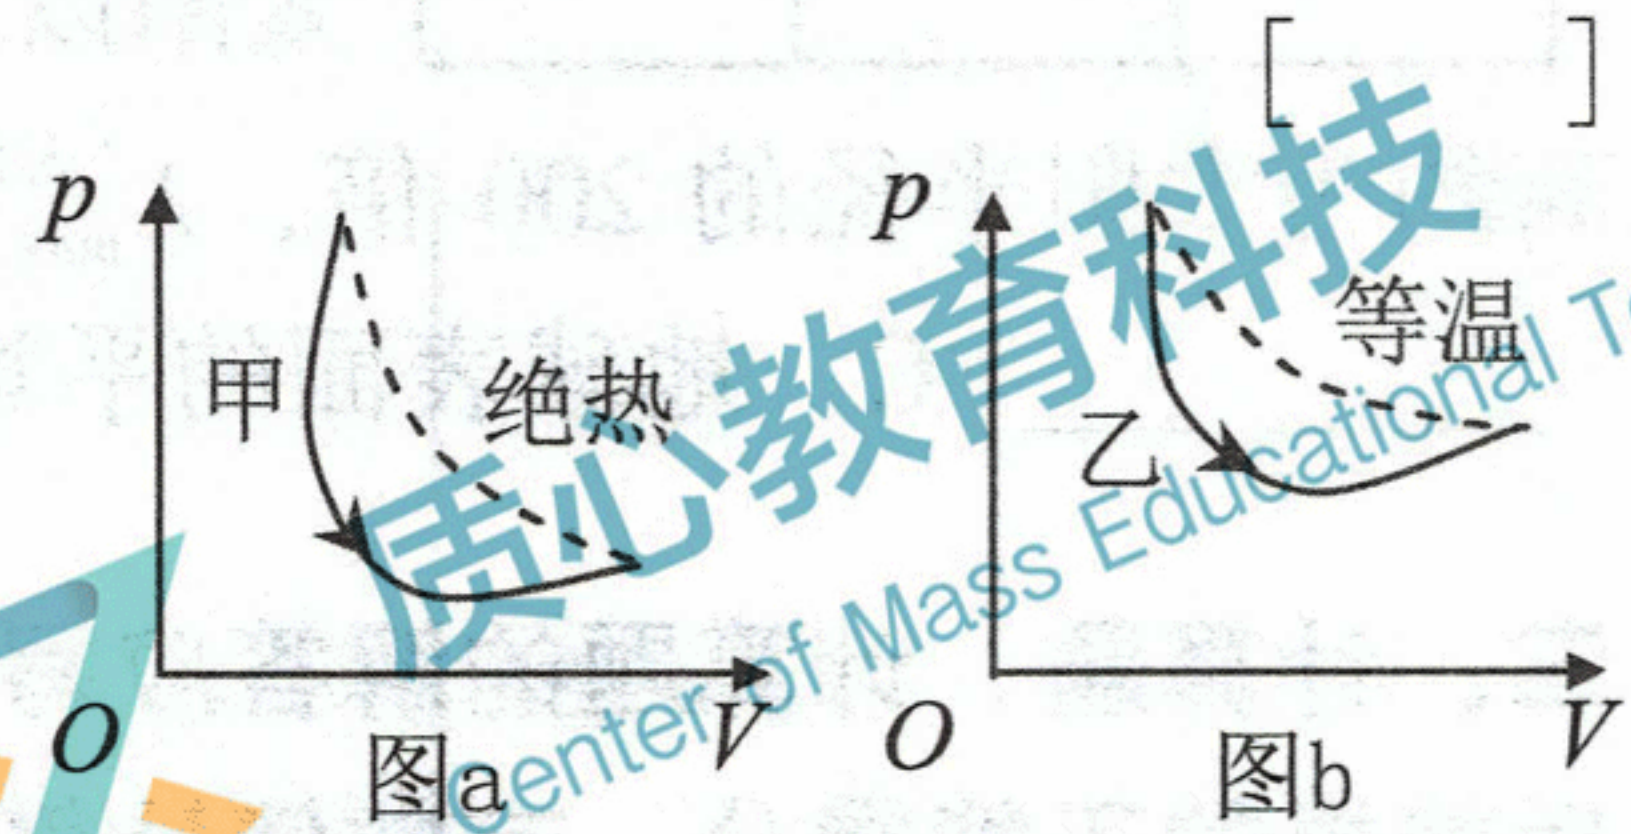 [ ]
p p
甲 绝热 乙 等温
O V O V
图a 图b
质心教育科技
Center of Mass Educational T